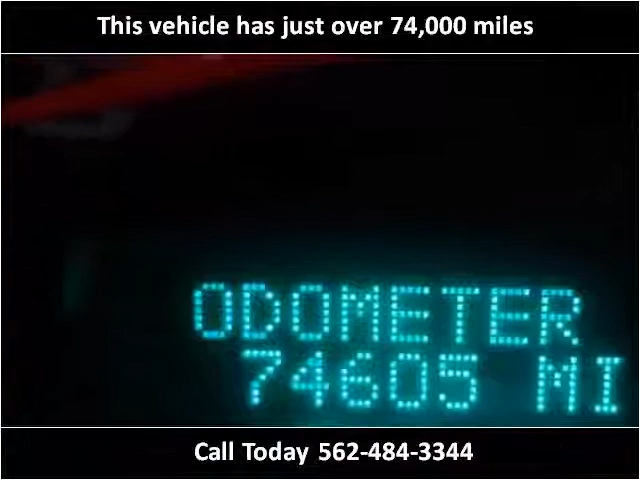 This vehicle has just over 74,000 miles
ODOMETER
74605 MI
Call Today 562-484-3344